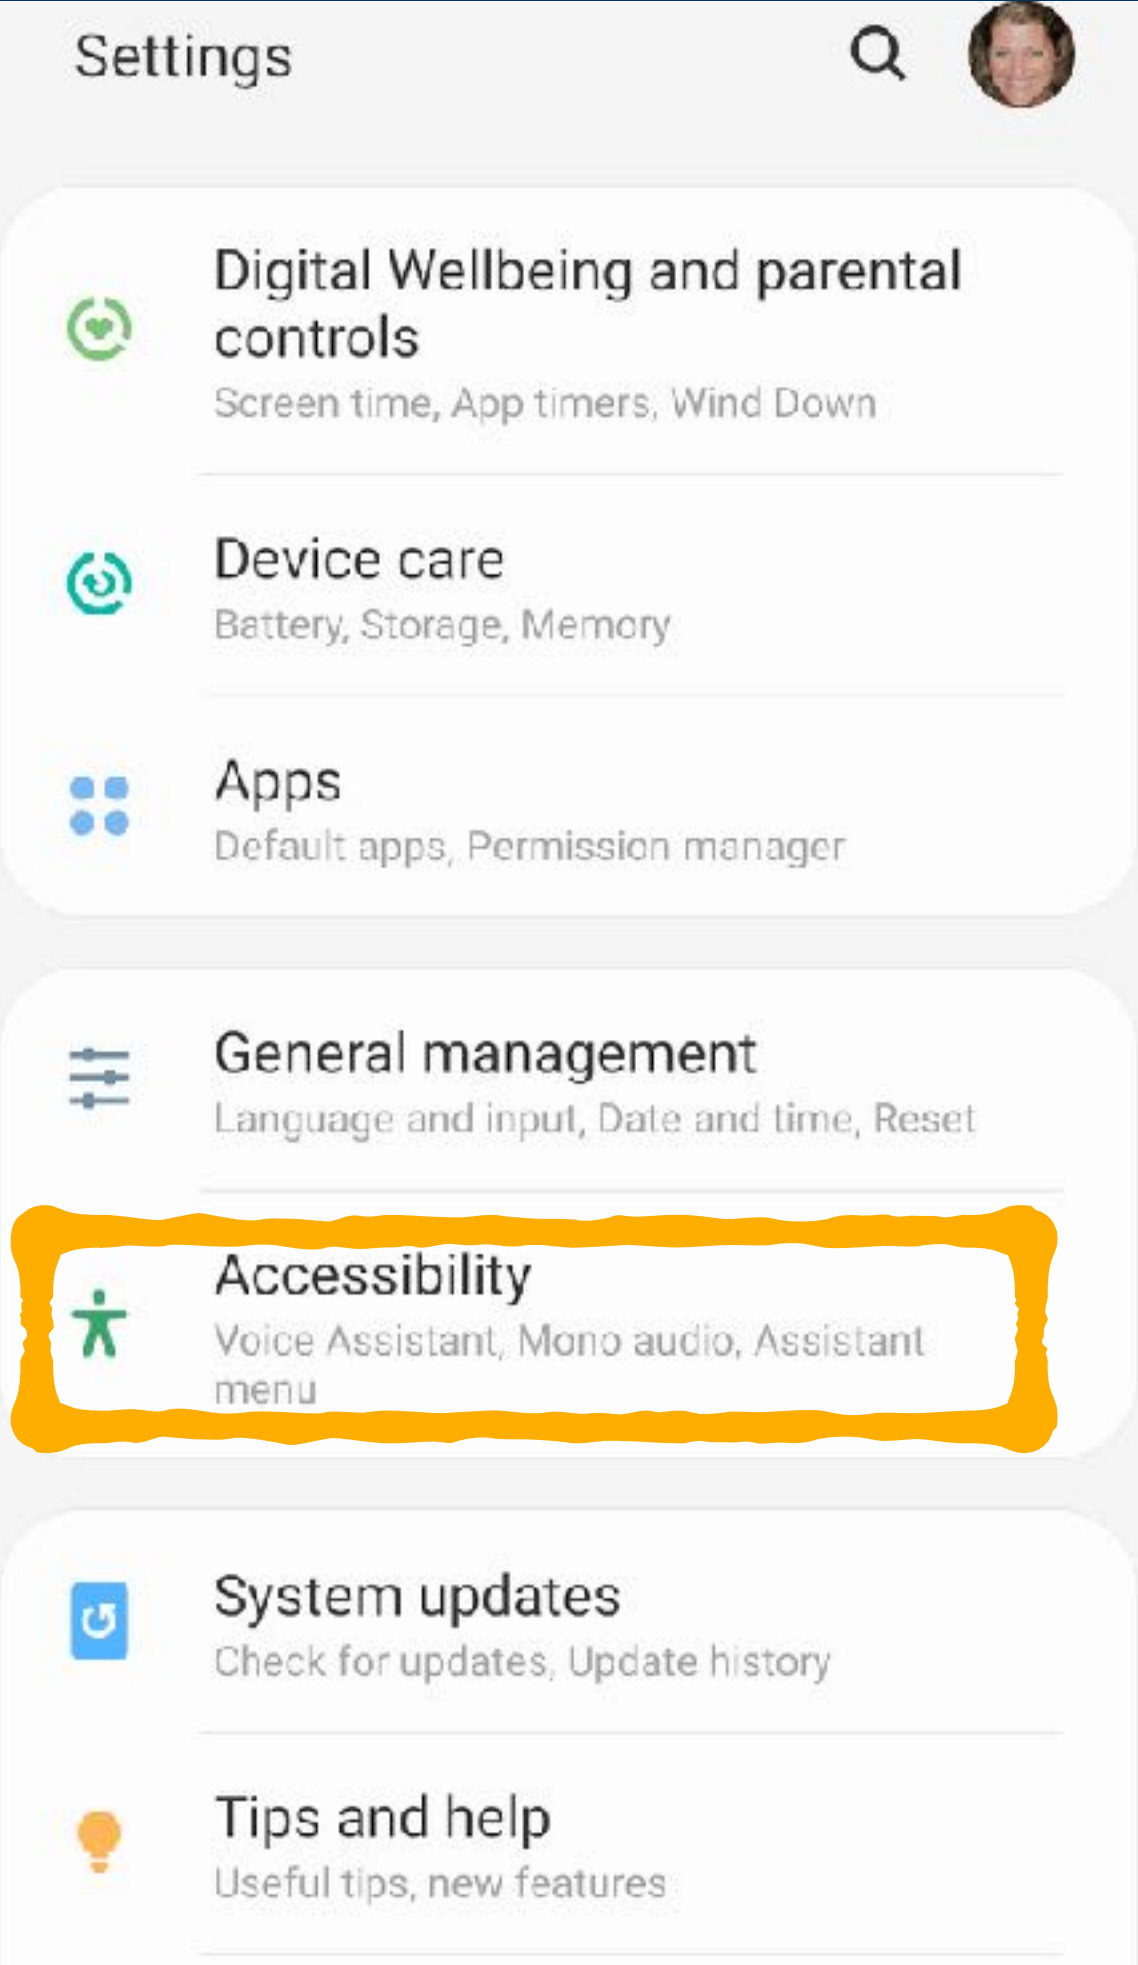 Settings
Digital Wellbeing and parental
controls
Screen time, App timers, Wind Down
Device care
Battery, Storage, Memory
Apps
Default apps, Permission manager
General management
Language and input, Date and time, Reset
Accessibility
Voice Assistant, Mono audio, Assistant
menu
System updates
Check for updates, Update history
Tips and help
Useful tips, new features